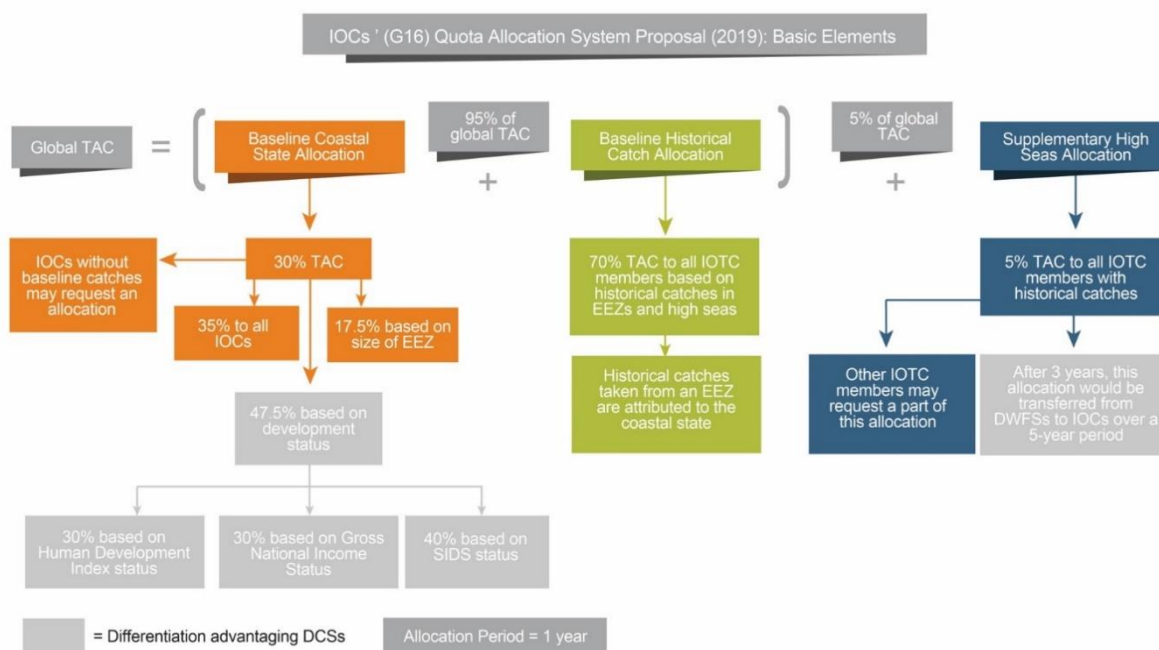 IOCs ' (G16) Quota Allocation System Proposal (2019): Basic Elements
Global TAC
=
Baseline Coastal
State Allocation
95% of
global TAC
+
Baseline Historical
Catch Allocation
5% of global
TAC
+
Supplementary High
Seas Allocation
IOCs without
baseline catches
may request an
allocation
30% TAC
35% to all
IOCs
17.5% based on
size of EEZ
47.5% based on
development
status
30% based on
Human Development
Index status
30% based on Gross
National Income
Status
40% based on
SIDS status
70% TAC to all IOTC
members based on
historical catches in
EEZs and high seas
Historical catches
taken from an EEZ
are attributed to the
coastal state
5% TAC to all IOTC
members with
historical catches
Other IOTC
members may
request a part of
this allocation
After 3 years, this
allocation would be
transferred from
DWFSs to IOCs over a
5-year period
= Differentiation advantaging DCSs
Allocation Period = 1 year